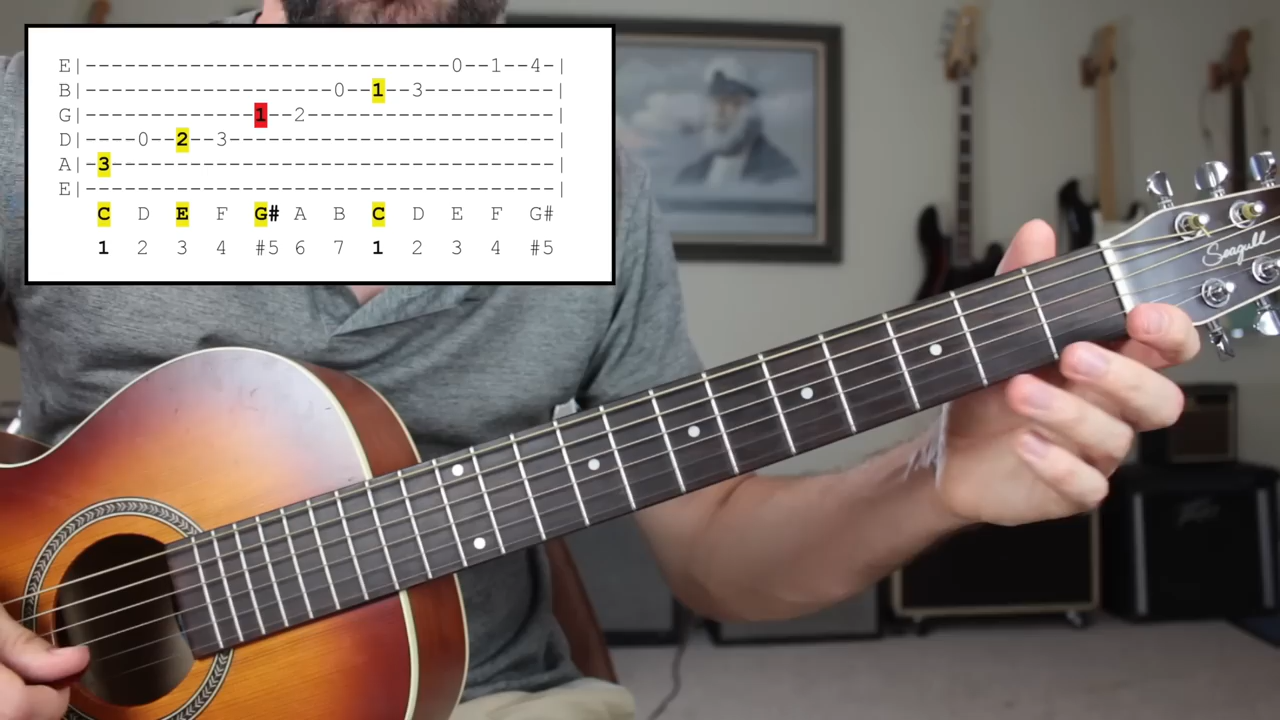 E|----------------------------0--1--4-|
B|-------------------0--1--3----------|
G|-------------1--2-------------------|
D|----0--2--3-------------------------|
A|-3----------------------------------|
E|------------------------------------|
C D E F G# A B C D E F G#
1 2 3 4 #5 6 7 1 2 3 4 #5
Seagull